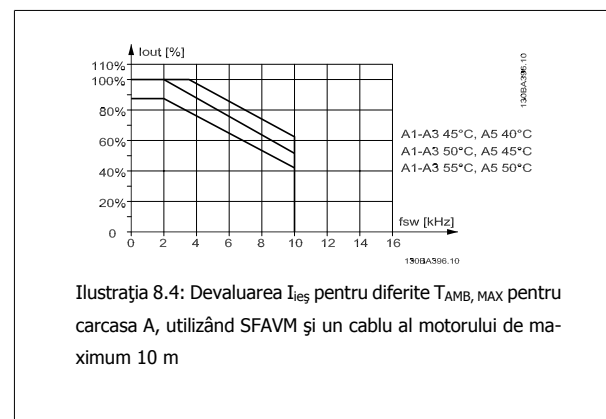 Iout [%]
110%
100%
80%
60%
40%
20%
0
0 2 4 6 8 10 12 14 16
fsw [kHz]
A1-A3 45°C, A5 40°C
A1-A3 50°C, A5 45°C
A1-A3 55°C, A5 50°C
130BA396.10
130BA396.10
Ilustraţia 8.4: Devaluarea Iieş pentru diferite TAMB, MAX pentru
carcasa A, utilizând SFAVM şi un cablu al motorului de ma-
ximum 10 m